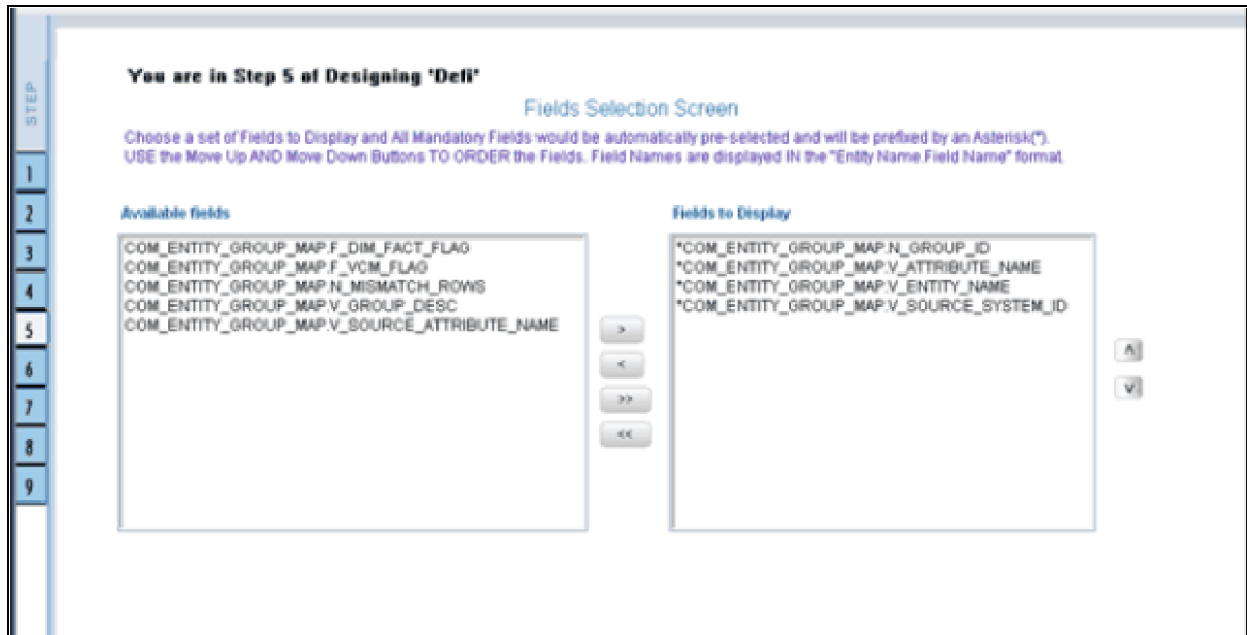 STEP
1
2
3
4
5
6
7
8
9
You are in Step 5 of Designing 'Defi'
Fields Selection Screen
Choose a set of Fields to Display and All Mandatory Fields would be automatically pre-selected and will be prefixed by an Asterisk(*).
USE the Move Up AND Move Down Buttons TO ORDER the Fields. Field Names are displayed IN the "Entity Name.Field Name" format.
Available fields
COM_ENTITY_GROUP_MAP.F_DIM_FACT_FLAG
COM_ENTITY_GROUP_MAP.F_VCM_FLAG
COM_ENTITY_GROUP_MAP.N_MISMATCH_ROWS
COM_ENTITY_GROUP_MAP.V_GROUP_DESC
COM_ENTITY_GROUP_MAP.V_SOURCE_ATTRIBUTE_NAME
>
<
>>
<<
Fields to Display
*COM_ENTITY_GROUP_MAP.N_GROUP_ID
*COM_ENTITY_GROUP_MAP.V_ATTRIBUTE_NAME
*COM_ENTITY_GROUP_MAP.V_ENTITY_NAME
*COM_ENTITY_GROUP_MAP.V_SOURCE_SYSTEM_ID
^
v